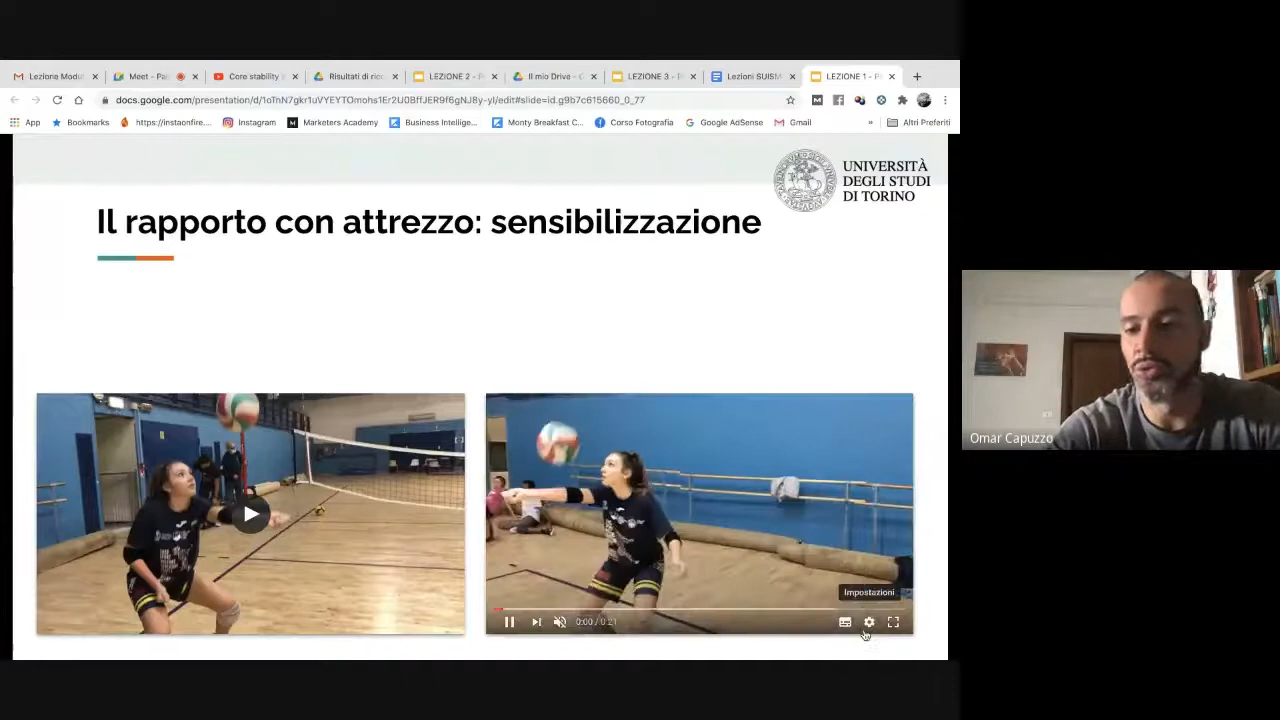 Lezione Modu
Meet - Pa
Core stability
Risultati di ric
LEZIONE 2 - P
Il mio Drive - G
LEZIONE 3 - R
Lezioni SUISM
LEZIONE 1 - R
docs.google.com/presentation/d/1oThN7gkr1uVYEYTOmohs1Er2U0BffJER9f6gNJ8y-yI/edit#slide=id.g9b7c615660_0_77
App
Bookmarks
https://instaonfire,...
Instagram
Marketers Academy
Business Intellige...
Monty Breakfast C...
Corso Fotografia
Google AdSense
Gmail
»
Altri Preferiti
UNIVERSITÀ
DEGLI STUDI
DI TORINO
Il rapporto con attrezzo: sensibilizzazione
Impostazioni
0:00 / 0:21
Omar Capuzzo